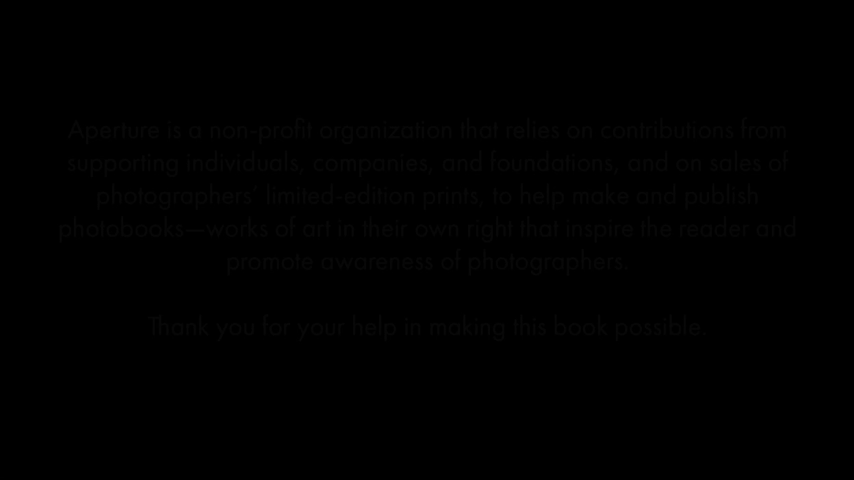 Aperture is a non-profit organization that relies on contributions from
supporting individuals, companies, and foundations, and on sales of
photographers' limited-edition prints, to help make and publish
photobooks—works of art in their own right that inspire the reader and
promote awareness of photographers.
Thank you for your help in making this book possible.